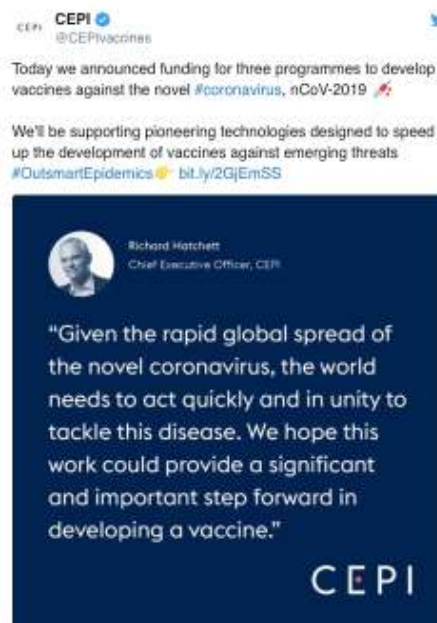 CEPI
CEPI
@CEPIvaccines
Today we announced funding for three programmes to develop
vaccines against the novel #coronavirus, nCoV-2019
We'll be supporting pioneering technologies designed to speed
up the development of vaccines against emerging threats
#OutsmartEpidemics bit.ly/2GjEmSS
Richard Hatchett
Chief Executive Officer, CEPI
“Given the rapid global spread of
the novel coronavirus, the world
needs to act quickly and in unity to
tackle this disease. We hope this
work could provide a significant
and important step forward in
developing a vaccine.”
CEPI